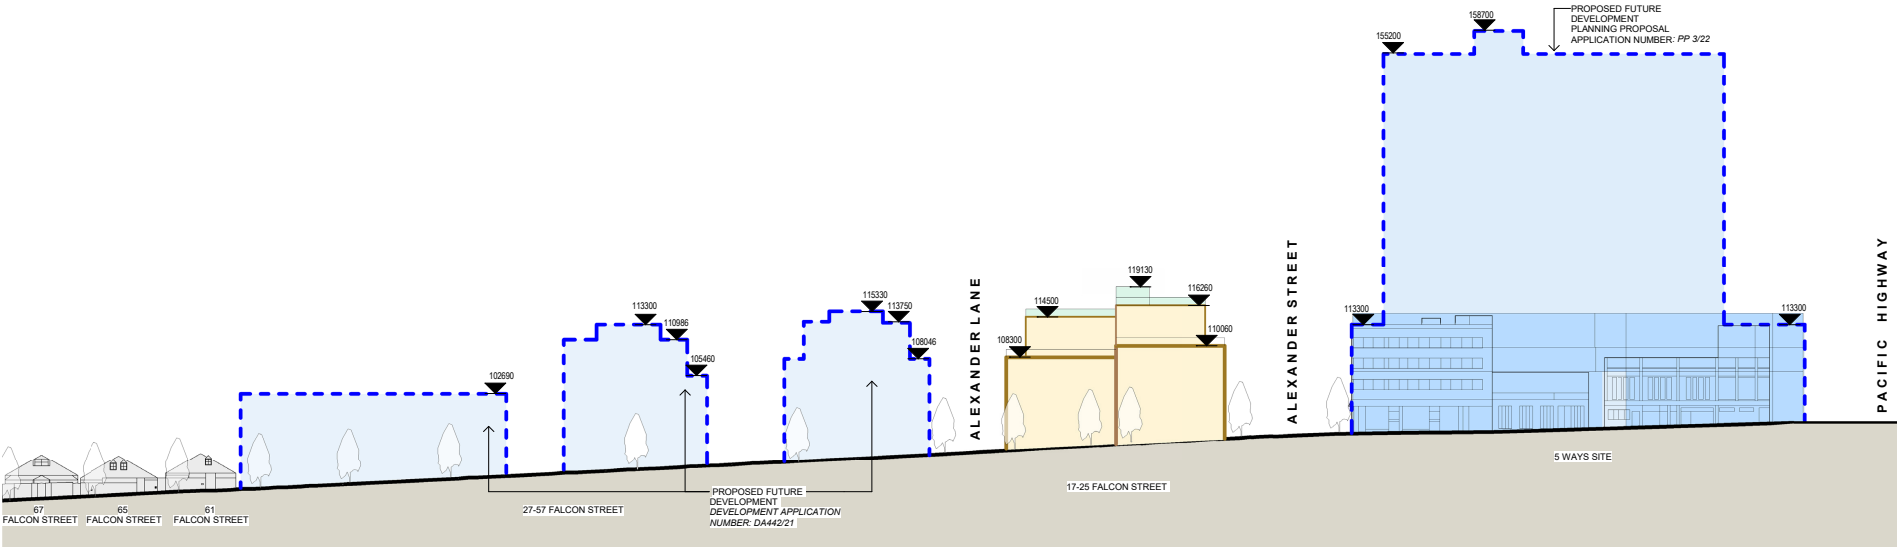 158700
155200
PROPOSED FUTURE
DEVELOPMENT
PLANNING PROPOSAL
APPLICATION NUMBER: PP 3/22
PACIFIC HIGHWAY
ALEXANDER STREET
ALEXANDER LANE
119130
116260
114500
110060
108300
113300
113300
115330
113750
108046
113300
110986
105460
102690
5 WAYS SITE
17-25 FALCON STREET
PROPOSED FUTURE
DEVELOPMENT
DEVELOPMENT APPLICATION
NUMBER: DA442/21
27-57 FALCON STREET
67
FALCON STREET
65
FALCON STREET
61
FALCON STREET